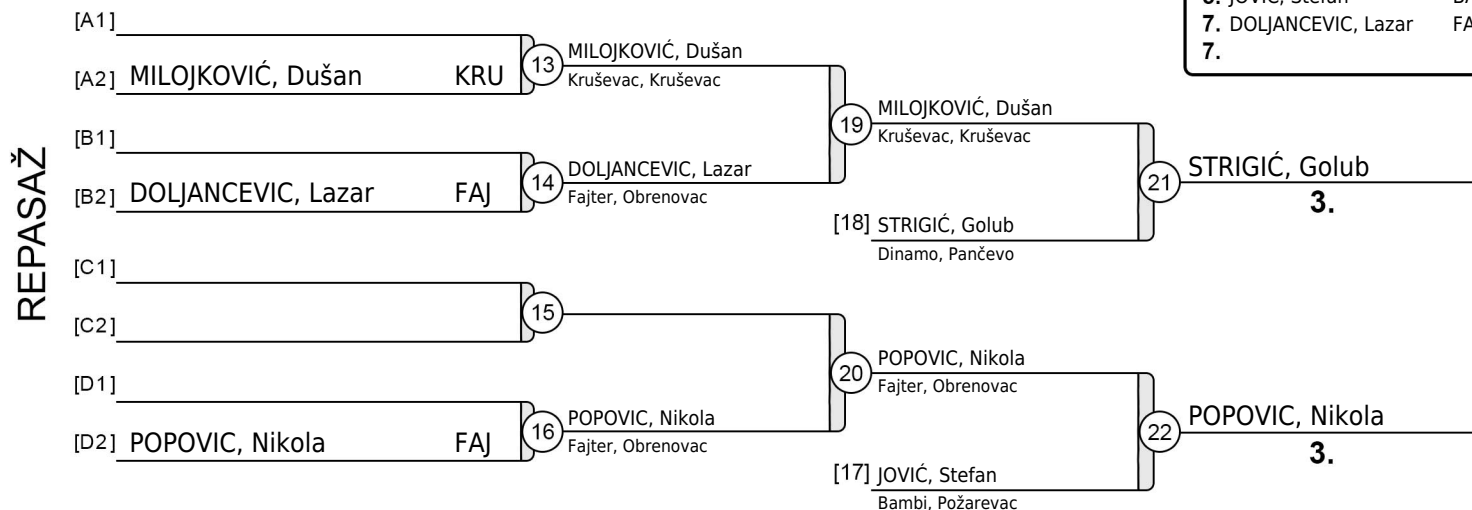 5. JOVIĆ, Stefan
7. DOLJANCEVIC, Lazar
7.
REPASAŽ
[A1]
[A2] MILOJKOVIĆ, Dušan KRU
13 MILOJKOVIĆ, Dušan
Kruševac, Kruševac
[B1]
[B2] DOLJANCEVIC, Lazar FAJ
14 DOLJANCEVIC, Lazar
Fajter, Obrenovac
19 MILOJKOVIĆ, Dušan
Kruševac, Kruševac
[18] STRIGIĆ, Golub
Dinamo, Pančevo
21 STRIGIĆ, Golub
3.
[C1]
[C2]
15
[D1]
[D2] POPOVIC, Nikola FAJ
16 POPOVIC, Nikola
Fajter, Obrenovac
20 POPOVIC, Nikola
Fajter, Obrenovac
[17] JOVIĆ, Stefan
Bambi, Požarevac
22 POPOVIC, Nikola
3.